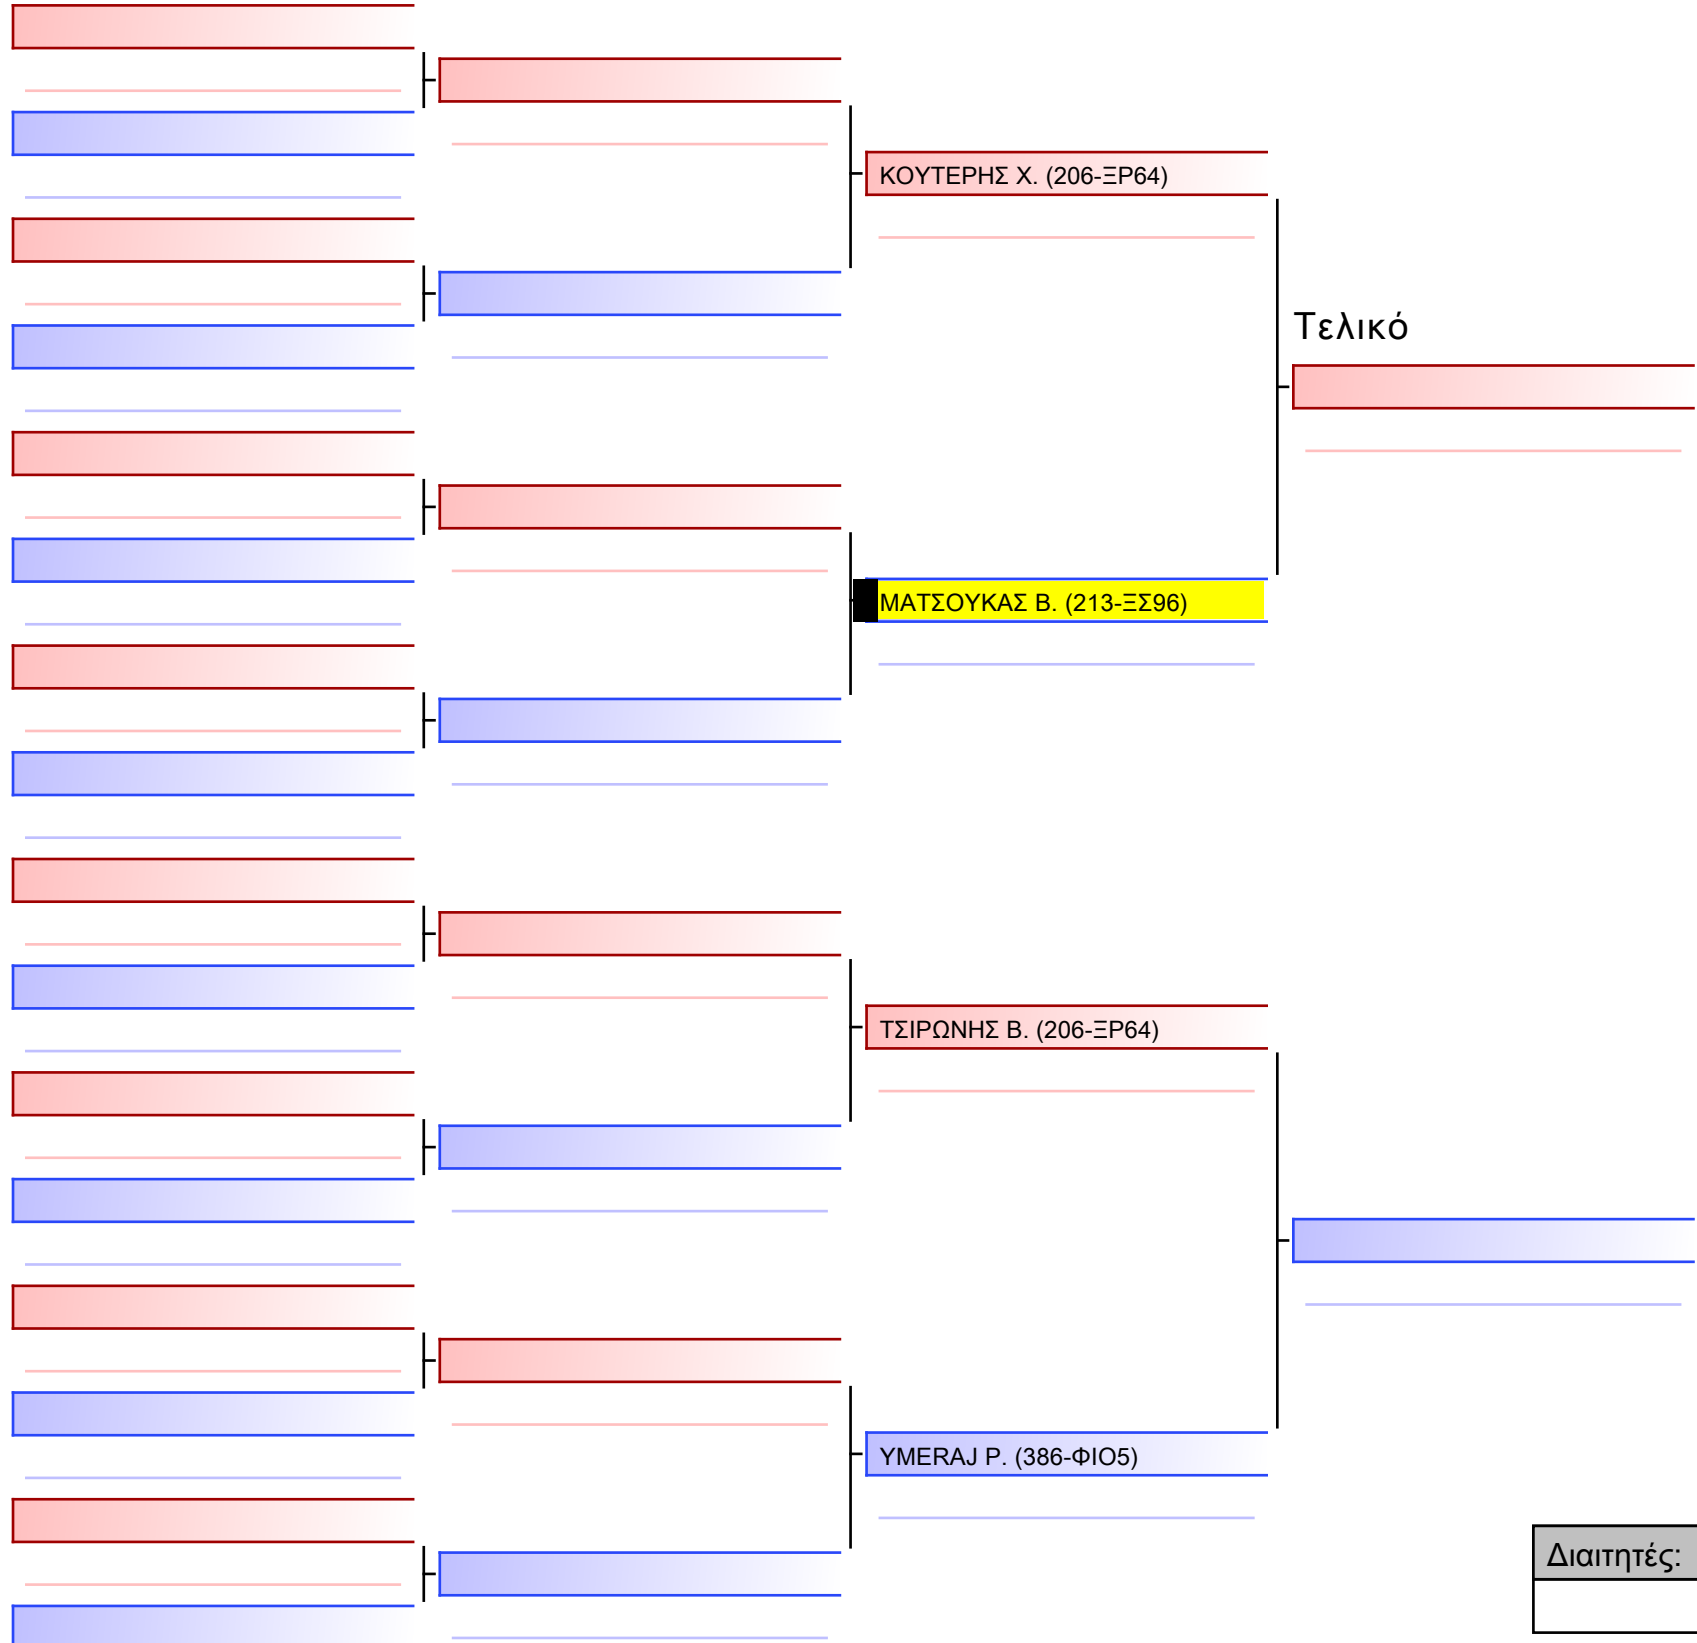 ΚΟΥΤΕΡΗΣ Χ. (206-ΞΡ64)
Τελικό
ΜΑΤΣΟΥΚΑΣ Β. (213-ΞΣ96)
ΤΣΙΡΩΝΗΣ Β. (206-ΞΡ64)
YMERAJ P. (386-ΦΙΟ5)
Διαιτητές: